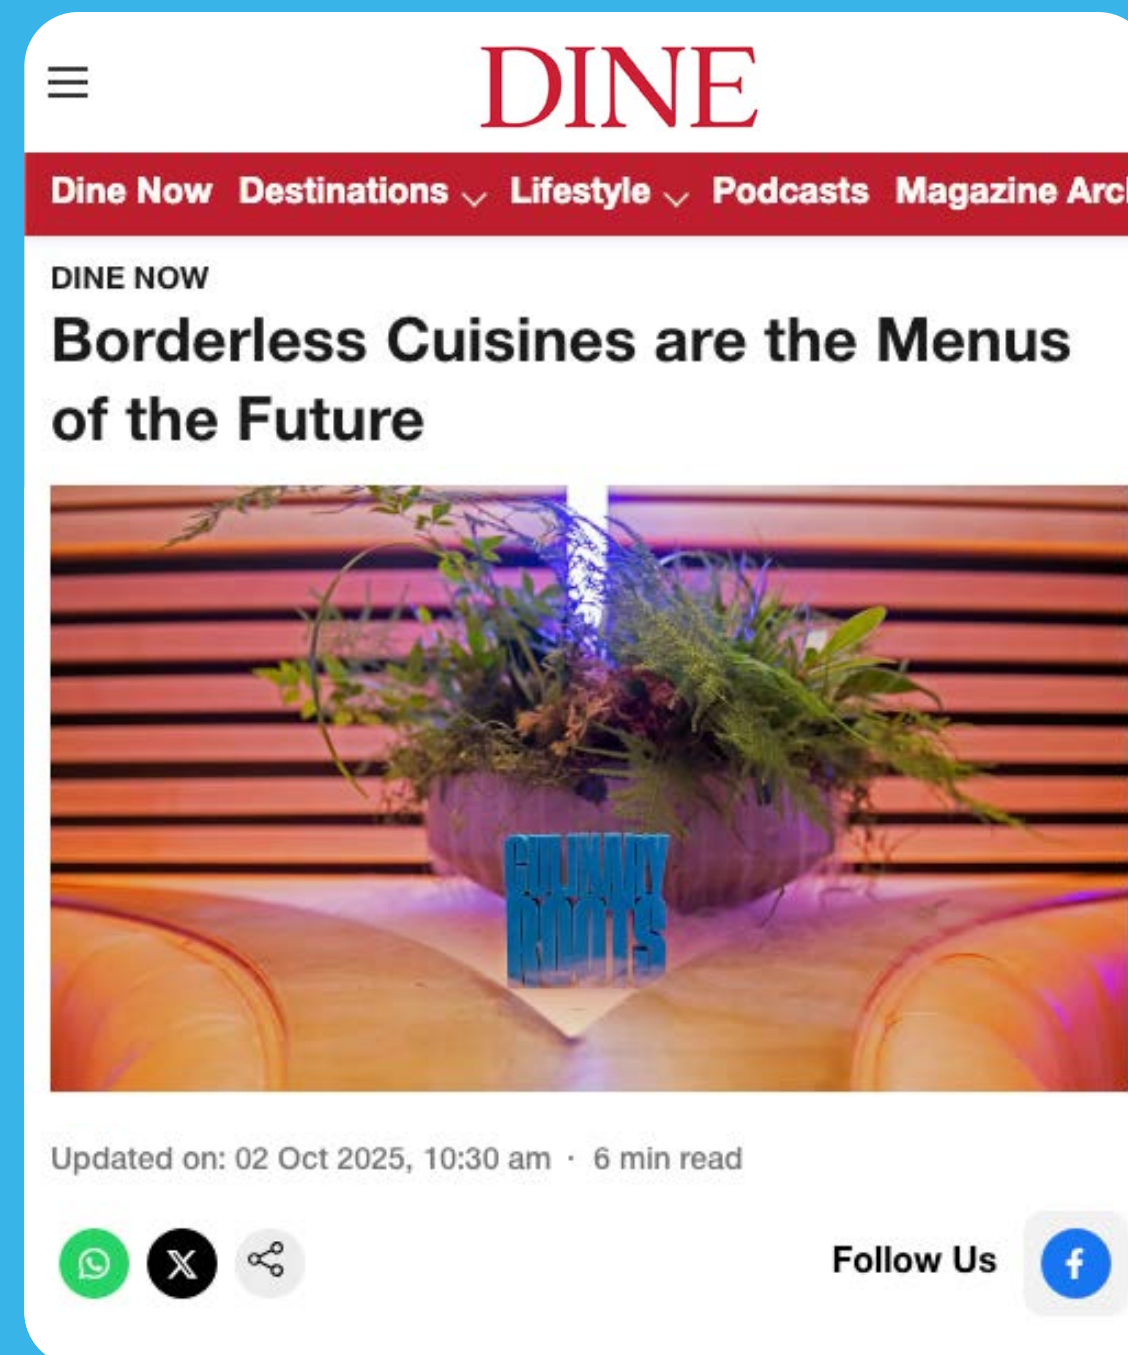 DINE
Dine Now Destinations Lifestyle Podcasts Magazine
DINE NOW
Borderless Cuisines are the Menus
of the Future
CULINARY
ROOTS
Updated on: 02 Oct 2025, 10:30 am · 6 min read
Follow Us